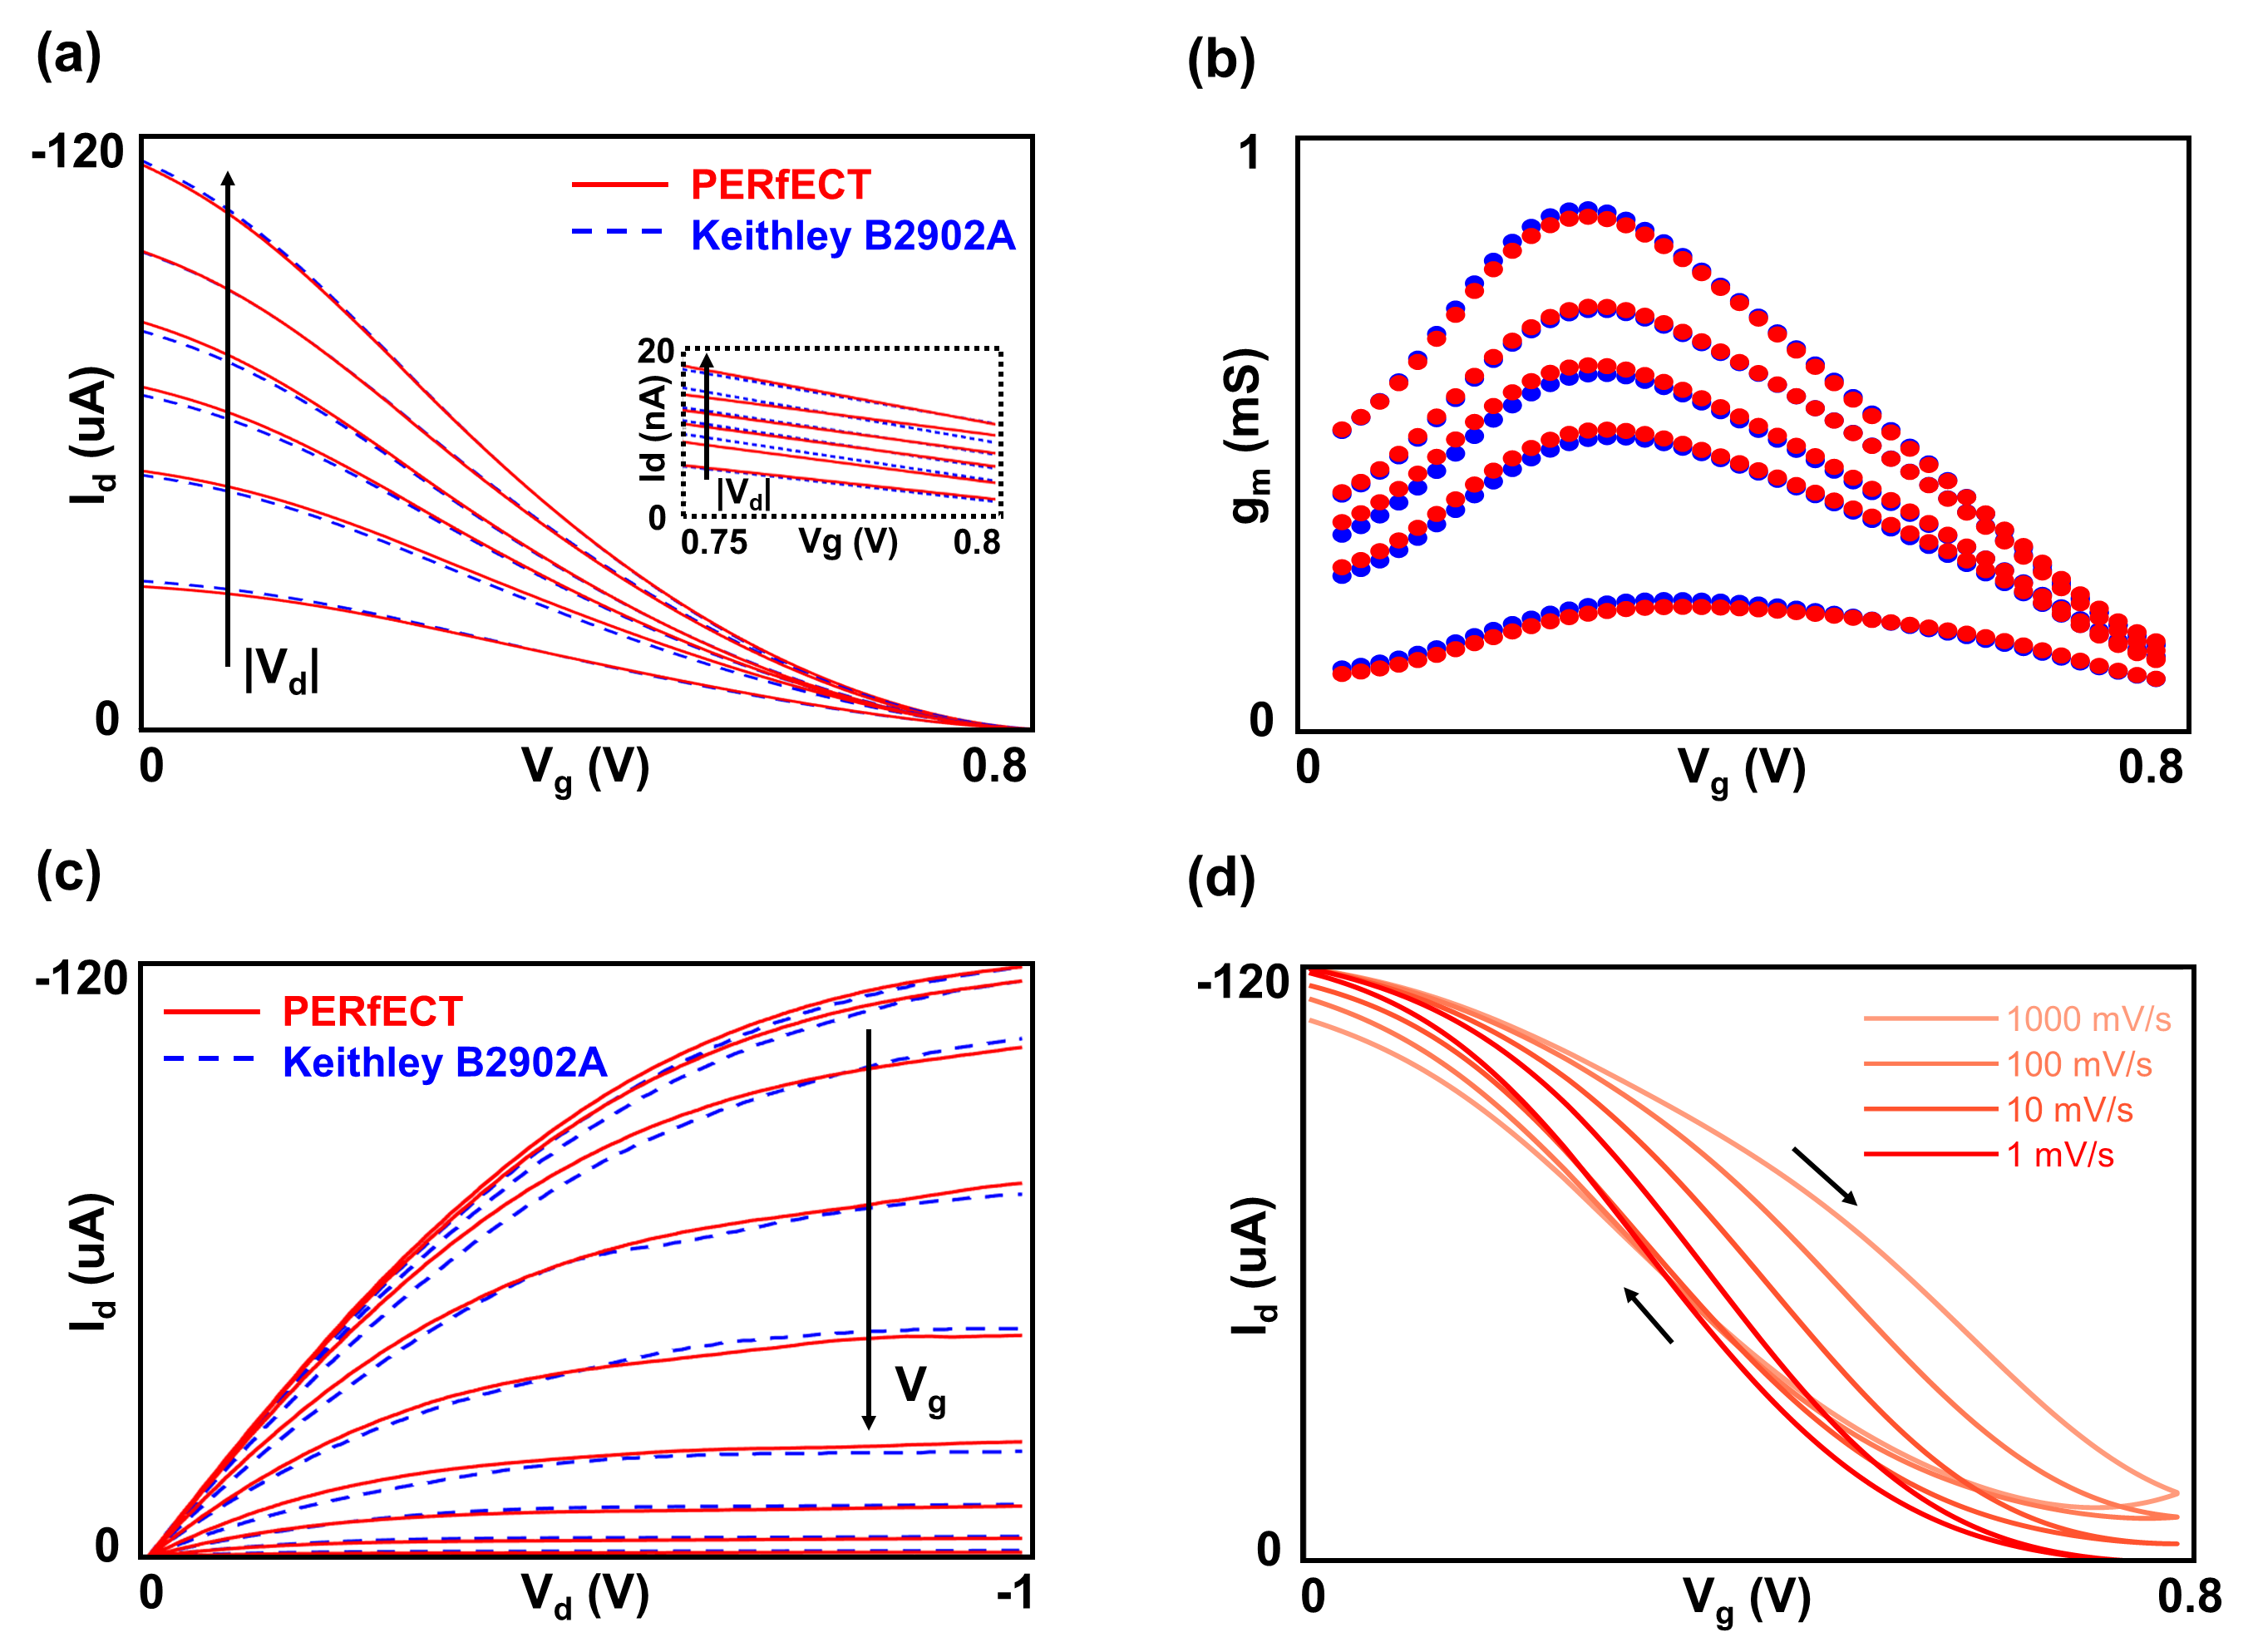 (a)
-120
PERfECT
Keithley B2902A
20
Id (nA)
|Vd|
0
0.75
Vg (V)
0.8
Id (uA)
|Vd|
0
0
Vg (V)
0.8
(b)
1
gm (mS)
0
0
Vg (V)
0.8
(c)
-120
PERfECT
Keithley B2902A
Id (uA)
Vg
0
0
Vd (V)
-1
(d)
-120
1000 mV/s
100 mV/s
10 mV/s
1 mV/s
Id (uA)
0
0
Vg (V)
0.8